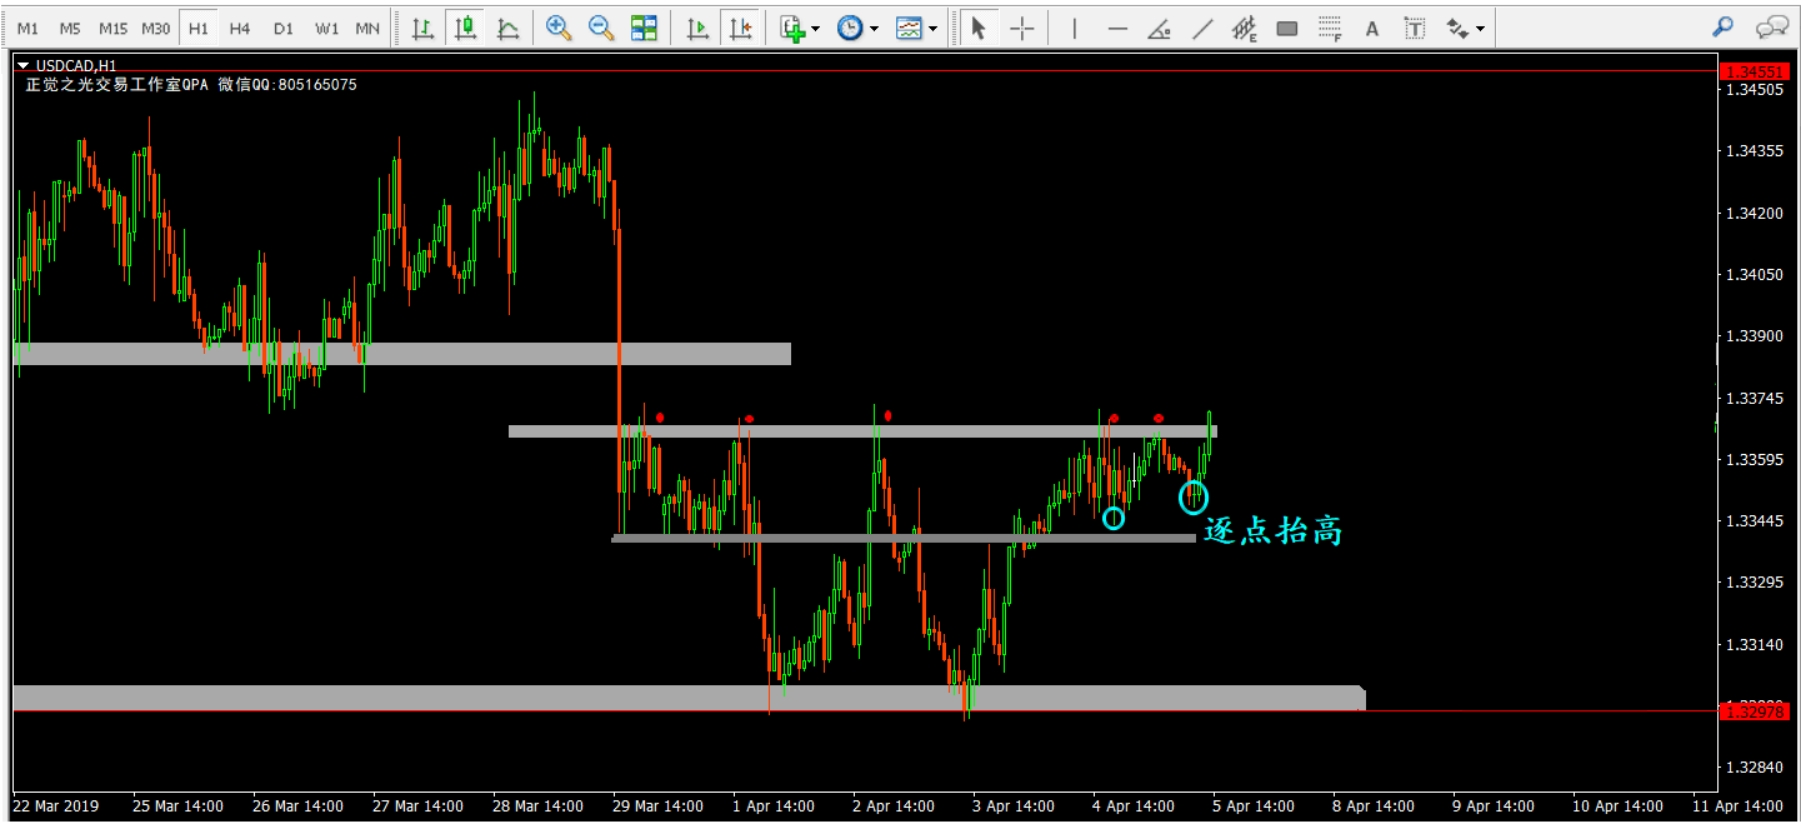 M1 M5 M15 M30 H1 H4 D1 W1 MN E F A T
USDCAD,H1
正觉之光交易工作室QPA 微信QQ:805165075
1.34551
1.34505
1.34355
1.34200
1.34050
1.33900
1.33745
1.33595
1.33445
逐点抬高
1.33295
1.33140
1.32978
1.32840
22 Mar 2019 25 Mar 14:00 26 Mar 14:00 27 Mar 14:00 28 Mar 14:00 29 Mar 14:00 1 Apr 14:00 2 Apr 14:00 3 Apr 14:00 4 Apr 14:00 5 Apr 14:00 8 Apr 14:00 9 Apr 14:00 10 Apr 14:00 11 Apr 14:00